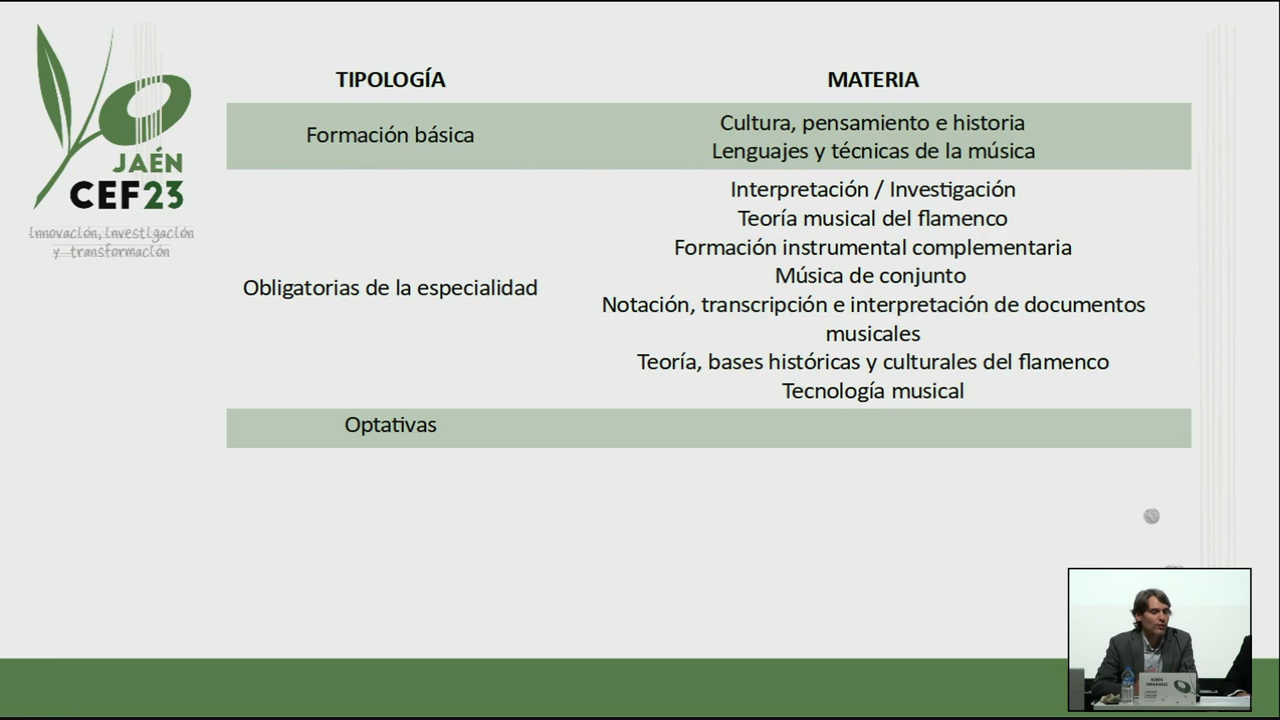 JAÉN
CEF23
innovación, investigación
y transformación
TIPOLOGÍA
MATERIA
Formación básica
Cultura, pensamiento e historia
Lenguajes y técnicas de la música
Obligatorias de la especialidad
Interpretación / Investigación
Teoría musical del flamenco
Formación instrumental complementaria
Música de conjunto
Notación, transcripción e interpretación de documentos
musicales
Teoría, bases históricas y culturales del flamenco
Tecnología musical
Optativas
RUBÉN
FERNÁNDEZ